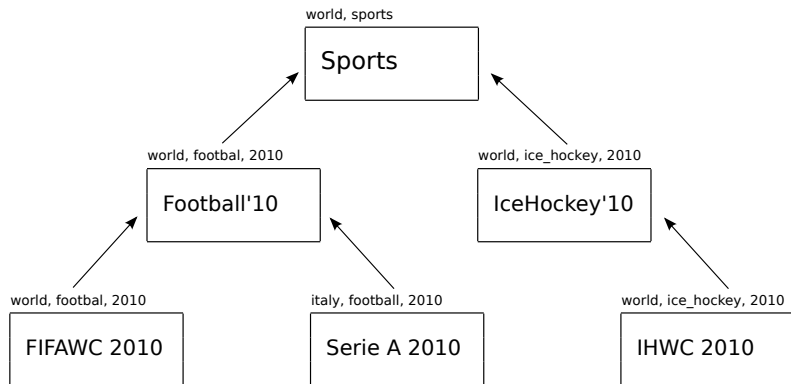 world, sports
Sports
world, footbal, 2010
world, ice_hockey, 2010
Football'10
IceHockey'10
world, footbal, 2010
italy, football, 2010
world, ice_hockey, 2010
FIFAWC 2010
Serie A 2010
IHWC 2010